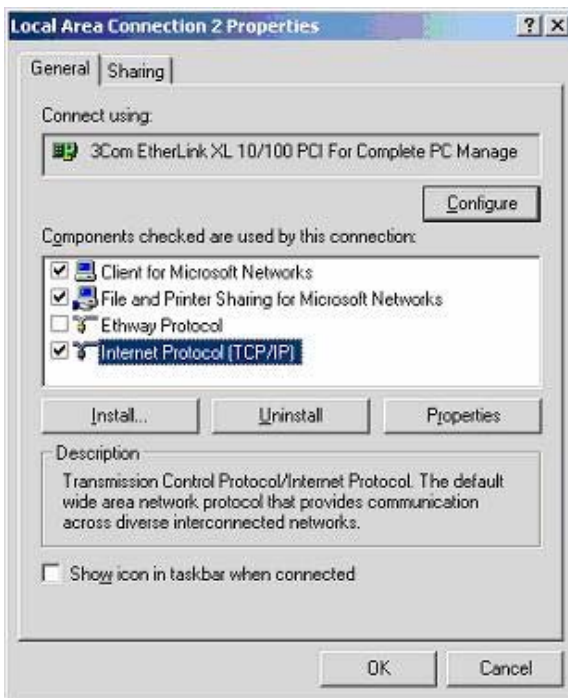 Local Area Connection 2 Properties
General
Sharing
Connect using:
3Com EtherLink XL 10/100 PCI For Complete PC Manage
Configure
Components checked are used by this connection:
Client for Microsoft Networks
File and Printer Sharing for Microsoft Networks
Ethway Protocol
Internet Protocol (TCP/IP)
Install...
Uninstall
Properties
Description
Transmission Control Protocol/Internet Protocol. The default
wide area network protocol that provides communication
across diverse interconnected networks.
Show icon in taskbar when connected
OK
Cancel